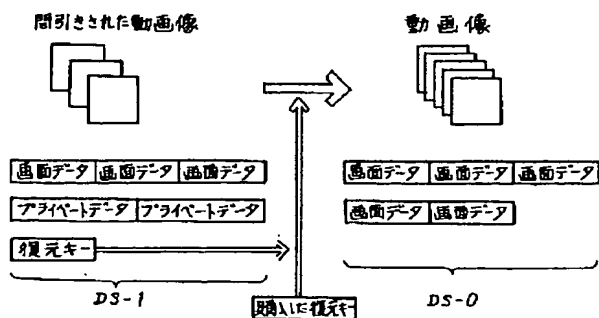 間引きされた動画像
動画像
画面データ 画面データ 画面データ
画面データ 画面データ 画面データ
プライベートデータ プライベートデータ
画面データ 画面データ
復元キー
DS-1
DS-0
購入した復元キー